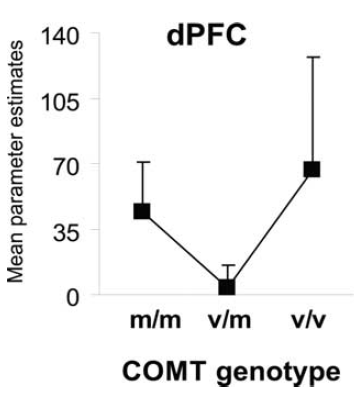 dPFC
Mean parameter estimates
140
105
70
35
0
m/m v/m v/v
COMT genotype